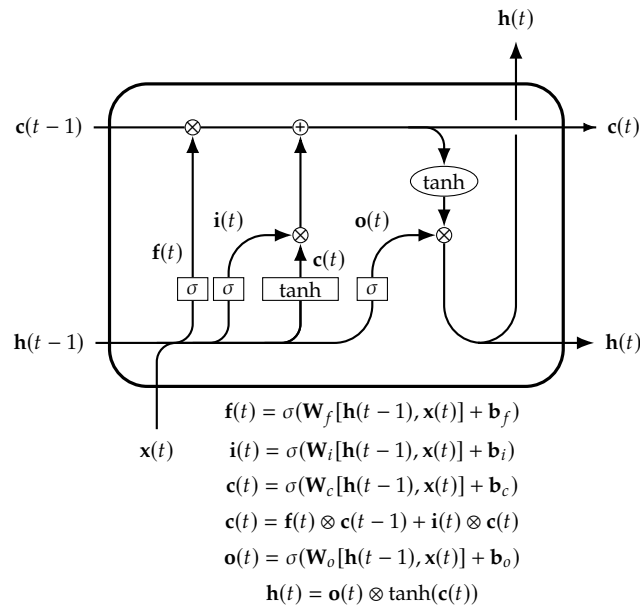 h(t)
c(t − 1)
⊗
+
c(t)
tanh
i(t)
o(t)
⊗
⊗
f(t)
c(t)
σ
σ
tanh
σ
h(t − 1)
h(t)
x(t)
f(t) = σ(W_f[h(t − 1), x(t)] + b_f)
i(t) = σ(W_i[h(t − 1), x(t)] + b_i)
c(t) = σ(W_c[h(t − 1), x(t)] + b_c)
c(t) = f(t) ⊗ c(t − 1) + i(t) ⊗ c(t)
o(t) = σ(W_o[h(t − 1), x(t)] + b_o)
h(t) = o(t) ⊗ tanh(c(t))